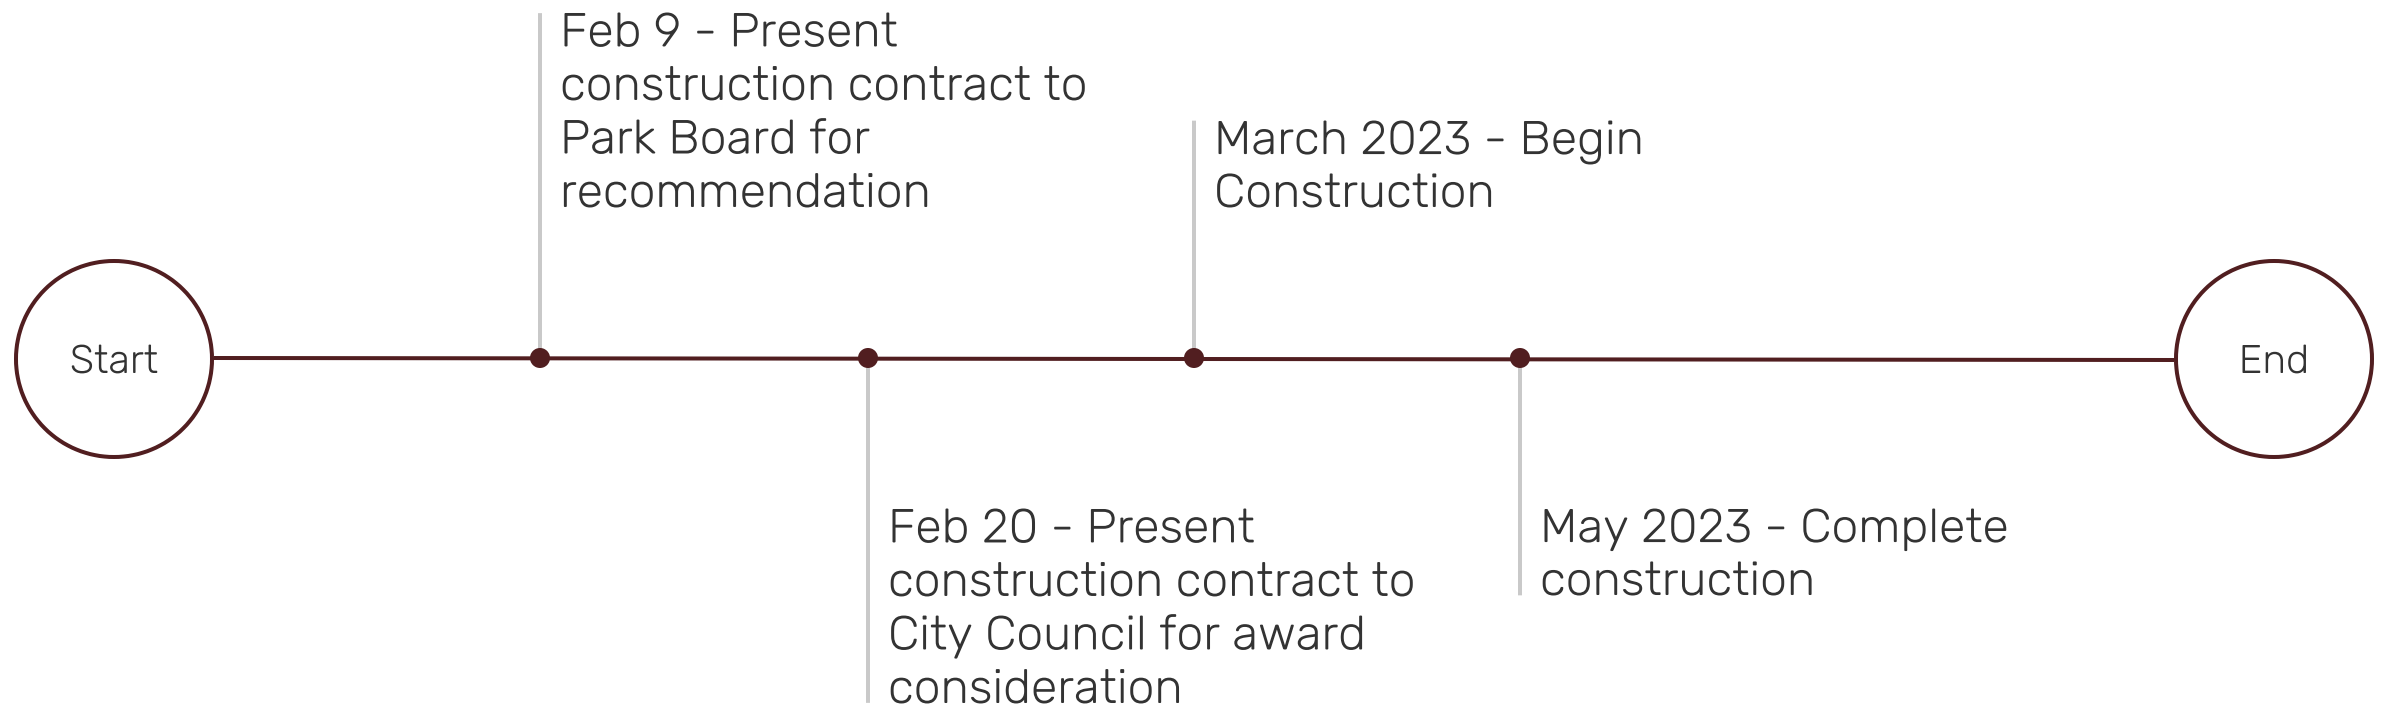 Feb 9 - Present
construction contract to
Park Board for
recommendation
March 2023 - Begin
Construction
Start
End
Feb 20 - Present
construction contract to
City Council for award
consideration
May 2023 - Complete
construction